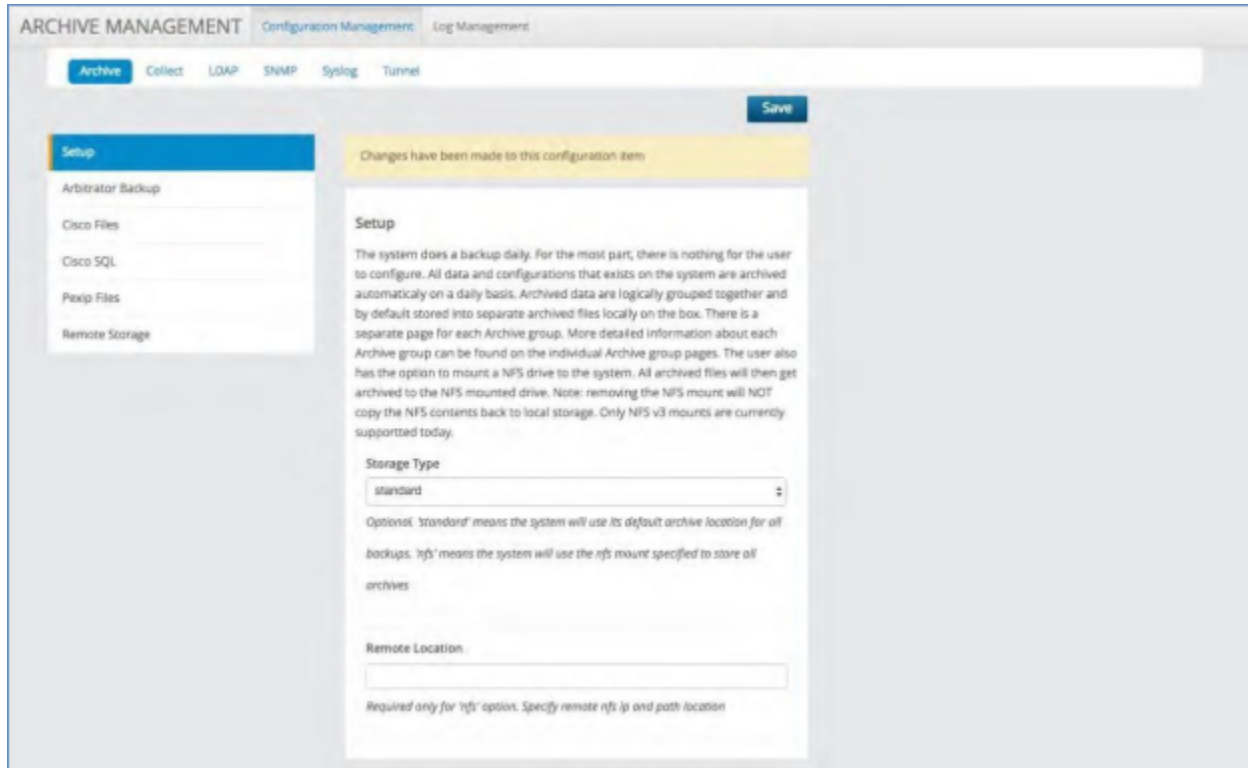 ARCHIVE MANAGEMENT Configuration Management Log Management
Archive Collect LDAP SNMP Syslog Tunnel
Save
Setup
Arbitrator Backup
Cisco Files
Cisco SQL
Pexip Files
Remote Storage
Changes have been made to this configuration item
Setup
The system does a backup daily. For the most part, there is nothing for the user
to configure. All data and configurations that exists on the system are archived
automaticaly on a daily basis. Archived data are logically grouped together and
by default stored into separate archived files locally on the box. There is a
separate page for each Archive group. More detailed information about each
Archive group can be found on the individual Archive group pages. The user also
has the option to mount a NFS drive to the system. All archived files will then get
archived to the NFS mounted drive. Note: removing the NFS mount will NOT
copy the NFS contents back to local storage. Only NFS v3 mounts are currently
supportted today.
Storage Type
standard
Optional. 'standard' means the system will use its default archive location for all
backups. 'nfs' means the system will use the nfs mount specified to store all
archives
Remote Location
Required only for 'nfs' option. Specify remote nfs ip and path location